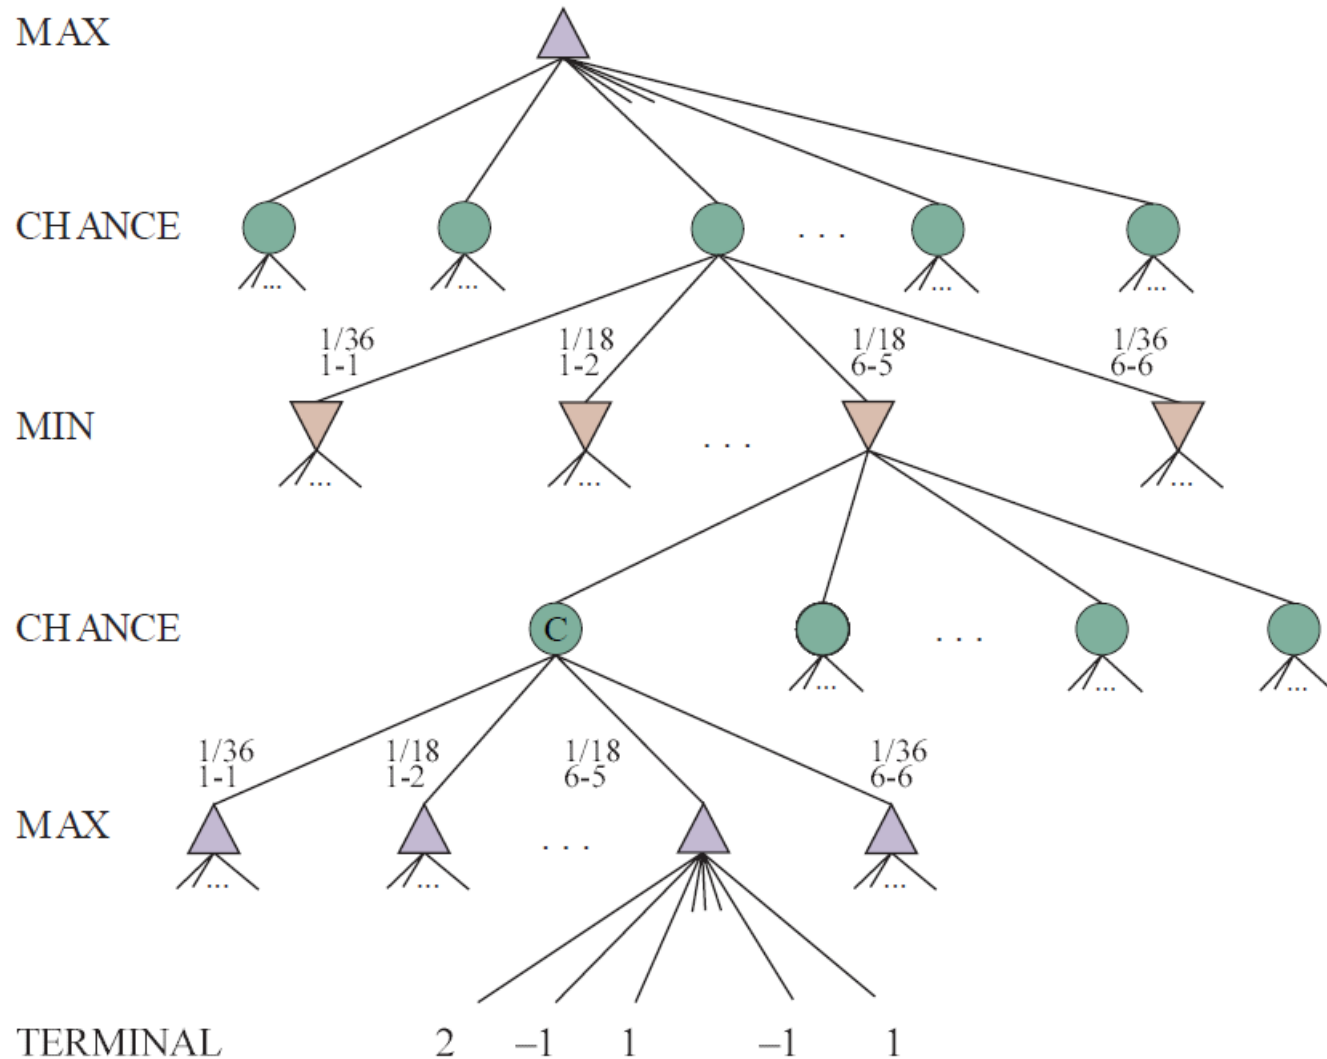 MAX
CHANCE
. . .
... ... ... ...
1/36 1/18 1/18 1/36
1-1 1-2 6-5 6-6
MIN
. . .
... ... ...
CHANCE
C
. . .
... ... ...
1/36 1/18 1/18 1/36
1-1 1-2 6-5 6-6
MAX
. . .
... ... ...
TERMINAL 2 –1 1 –1 1